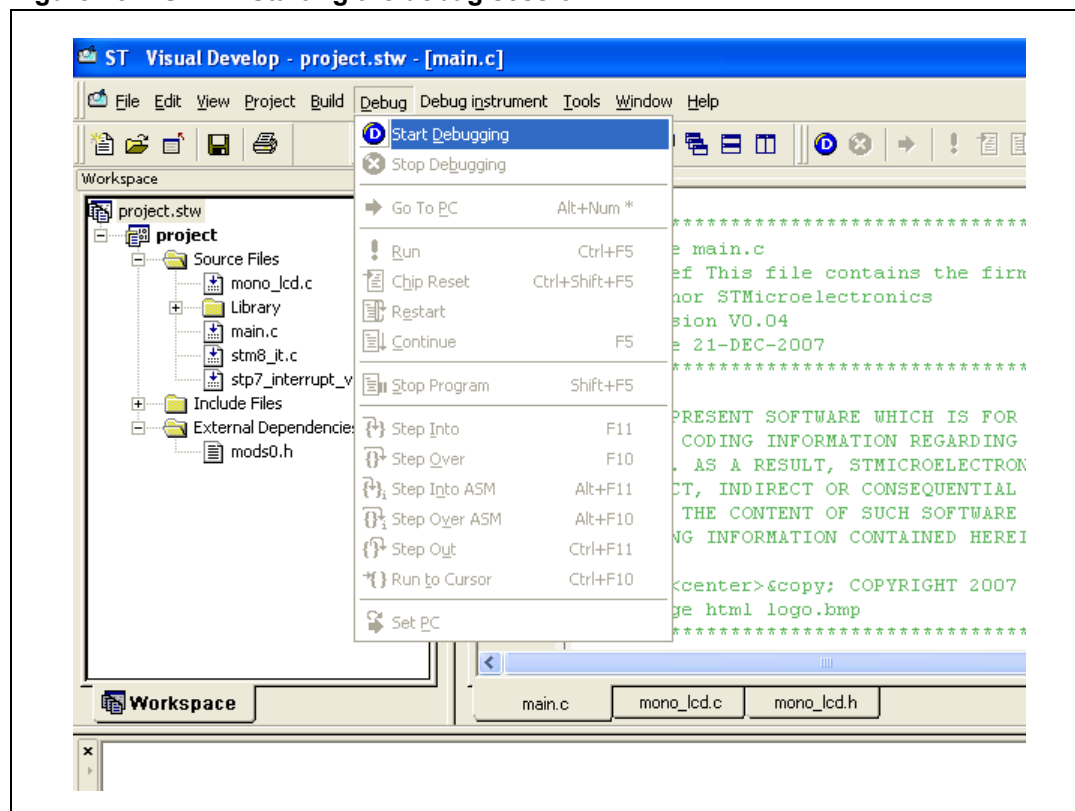 ST Visual Develop - project.stw - [main.c]
File Edit View Project Build Debug Debug instrument Tools Window Help
Workspace
project.stw
project
Source Files
mono_lcd.c
Library
main.c
stm8_it.c
stp7_interrupt_v
Include Files
External Dependencies
mods0.h
Workspace
Start Debugging
Stop Debugging
Go To PC Alt+Num *
Run Ctrl+F5
Chip Reset Ctrl+Shift+F5
Restart
Continue F5
Stop Program Shift+F5
Step Into F11
Step Over F10
Step Into ASM Alt+F11
Step Over ASM Alt+F10
Step Out Ctrl+F11
Run to Cursor Ctrl+F10
Set PC
*******************************
main.c
This file contains the firm
STMicroelectronics
V0.04
21-DEC-2007
*******************************
PRESENT SOFTWARE WHICH IS FOR
CODING INFORMATION REGARDING
. AS A RESULT, STMICROELECTRON
CT, INDIRECT OR CONSEQUENTIAL
THE CONTENT OF SUCH SOFTWARE
NG INFORMATION CONTAINED HEREI
<center>&copy; COPYRIGHT 2007
ge html logo.bmp
*******************************
main.c mono_lcd.c mono_lcd.h